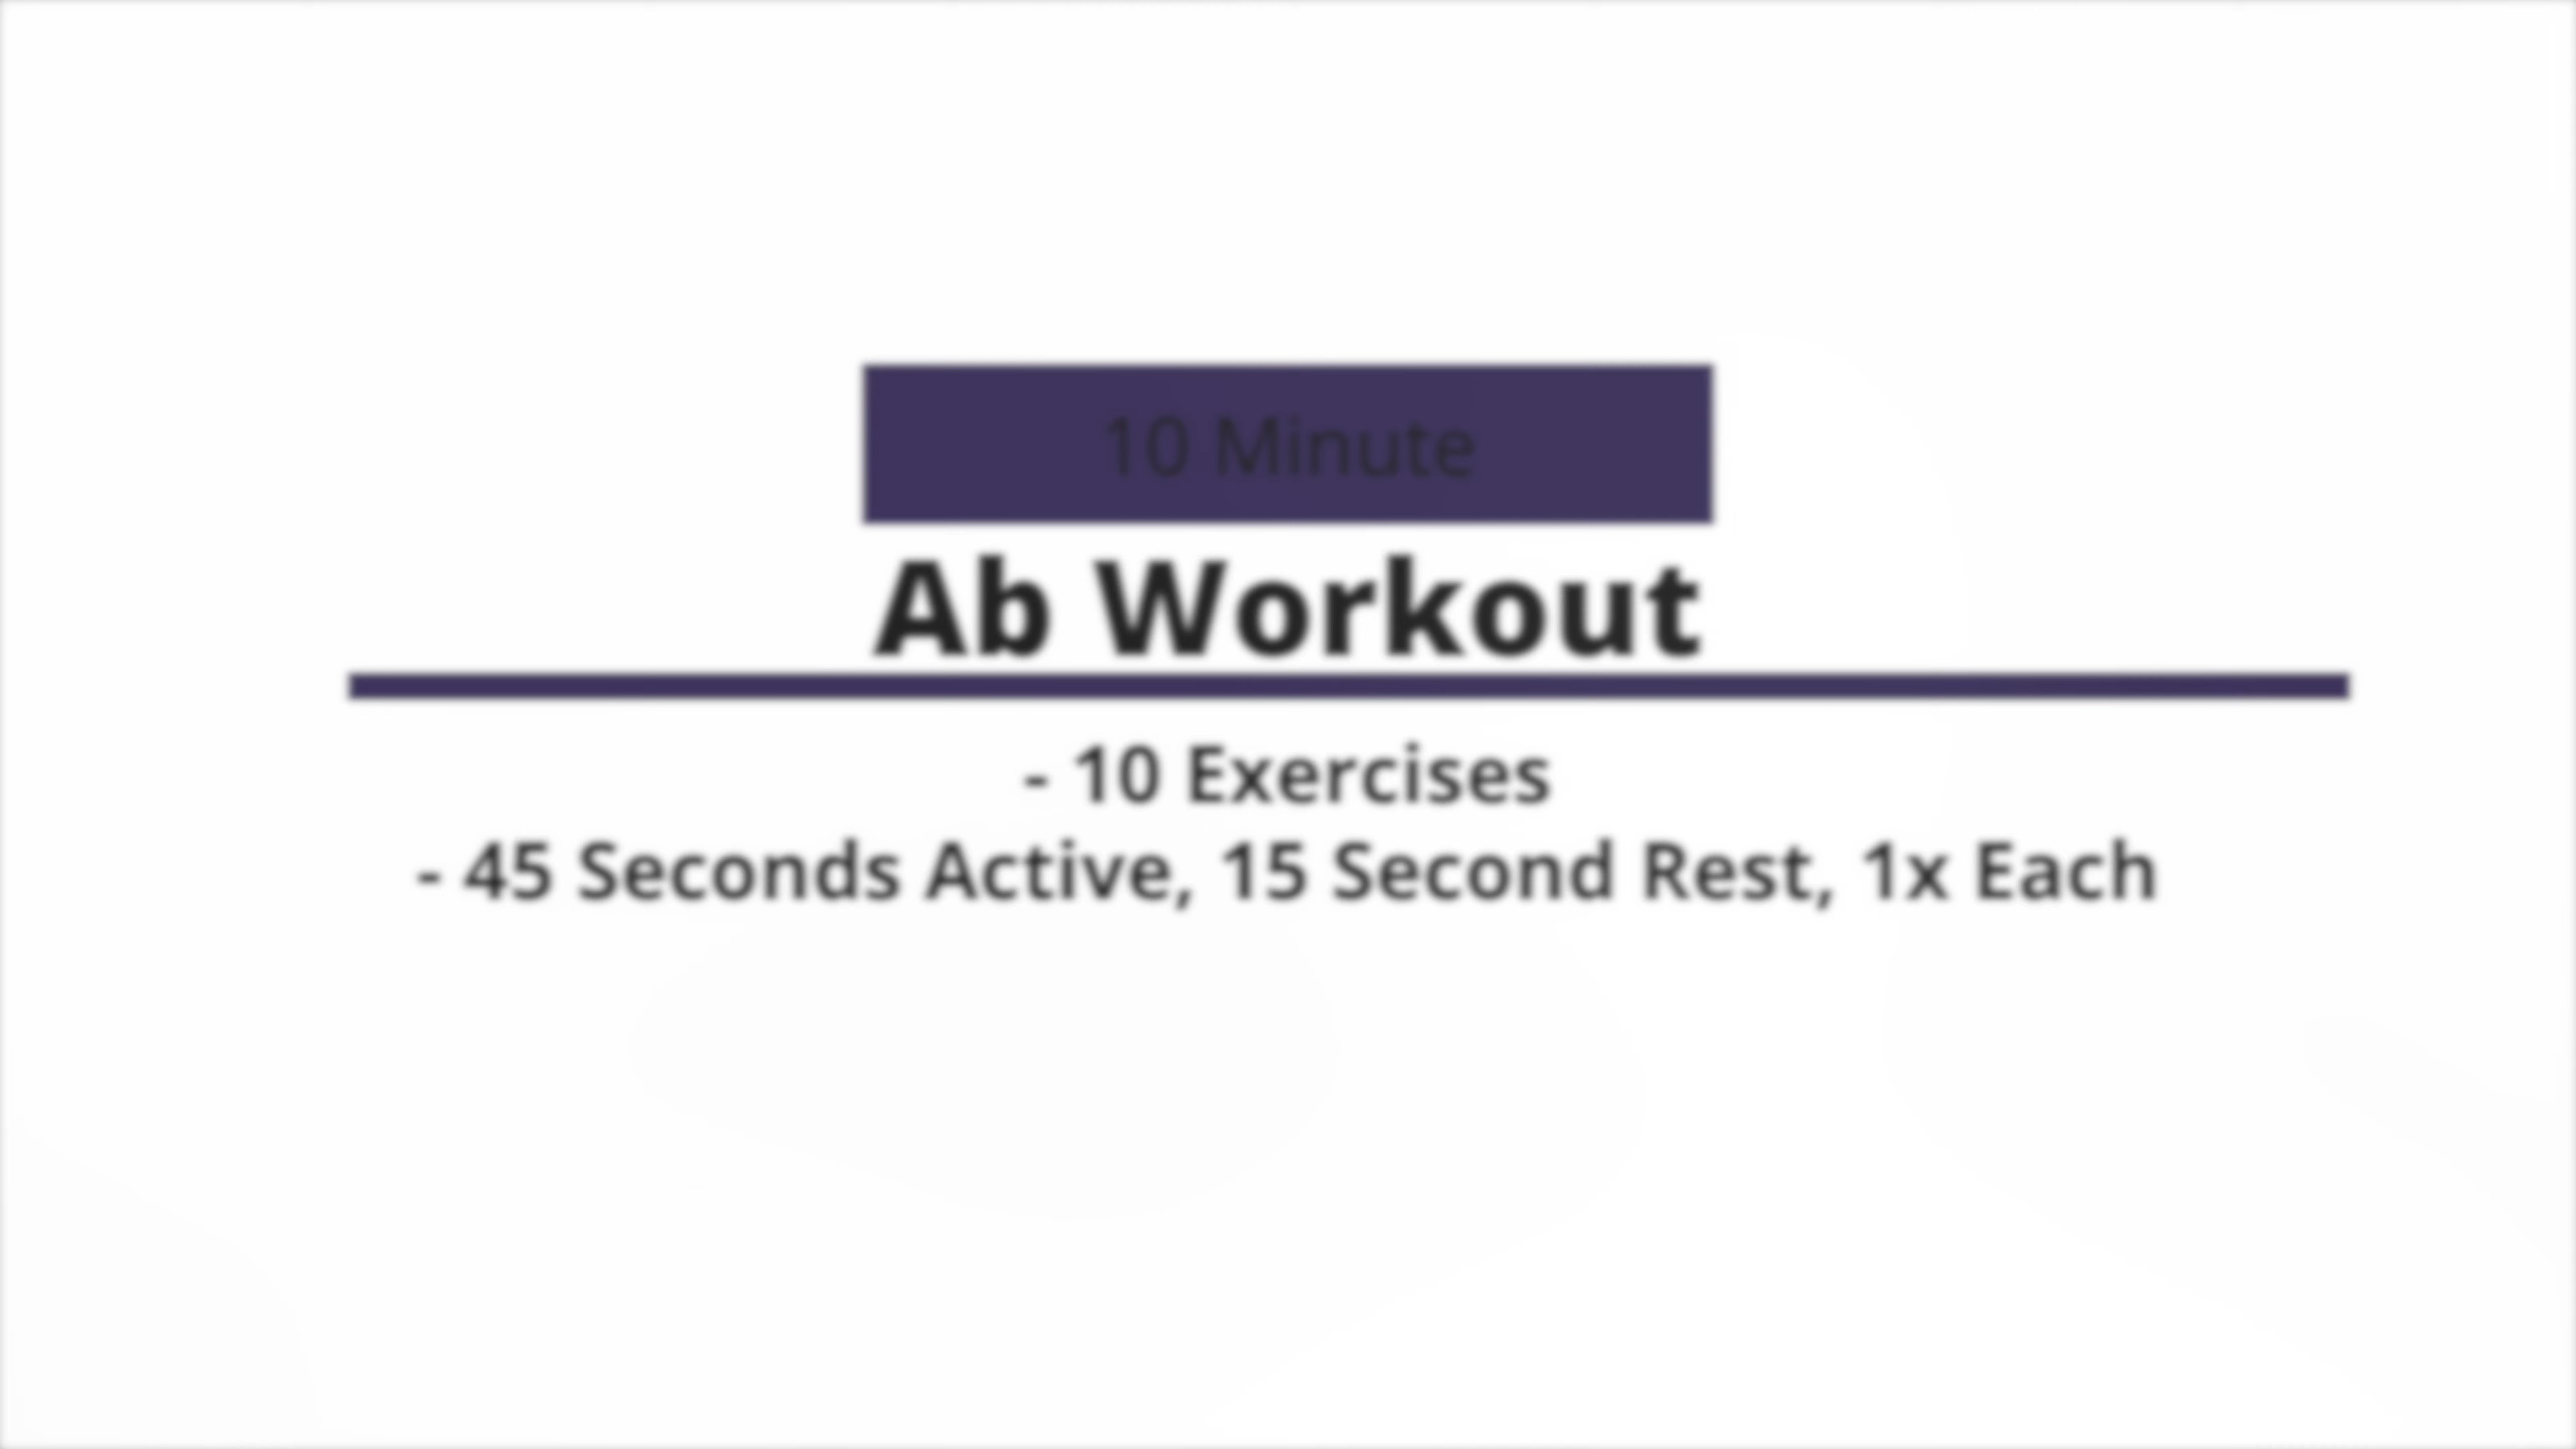 10 Minute
Ab Workout
- 10 Exercises
- 45 Seconds Active, 15 Second Rest, 1x Each